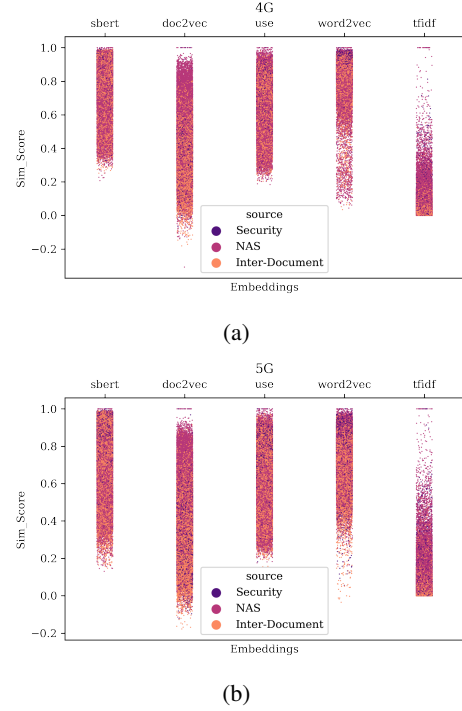 4G
sbert doc2vec use word2vec tfidf
1.0
0.8
0.6
0.4
0.2
0.0
−0.2
Sim_Score
source
Security
NAS
Inter-Document
Embeddings
(a)
5G
sbert doc2vec use word2vec tfidf
1.0
0.8
0.6
0.4
0.2
0.0
−0.2
Sim_Score
source
Security
NAS
Inter-Document
Embeddings
(b)